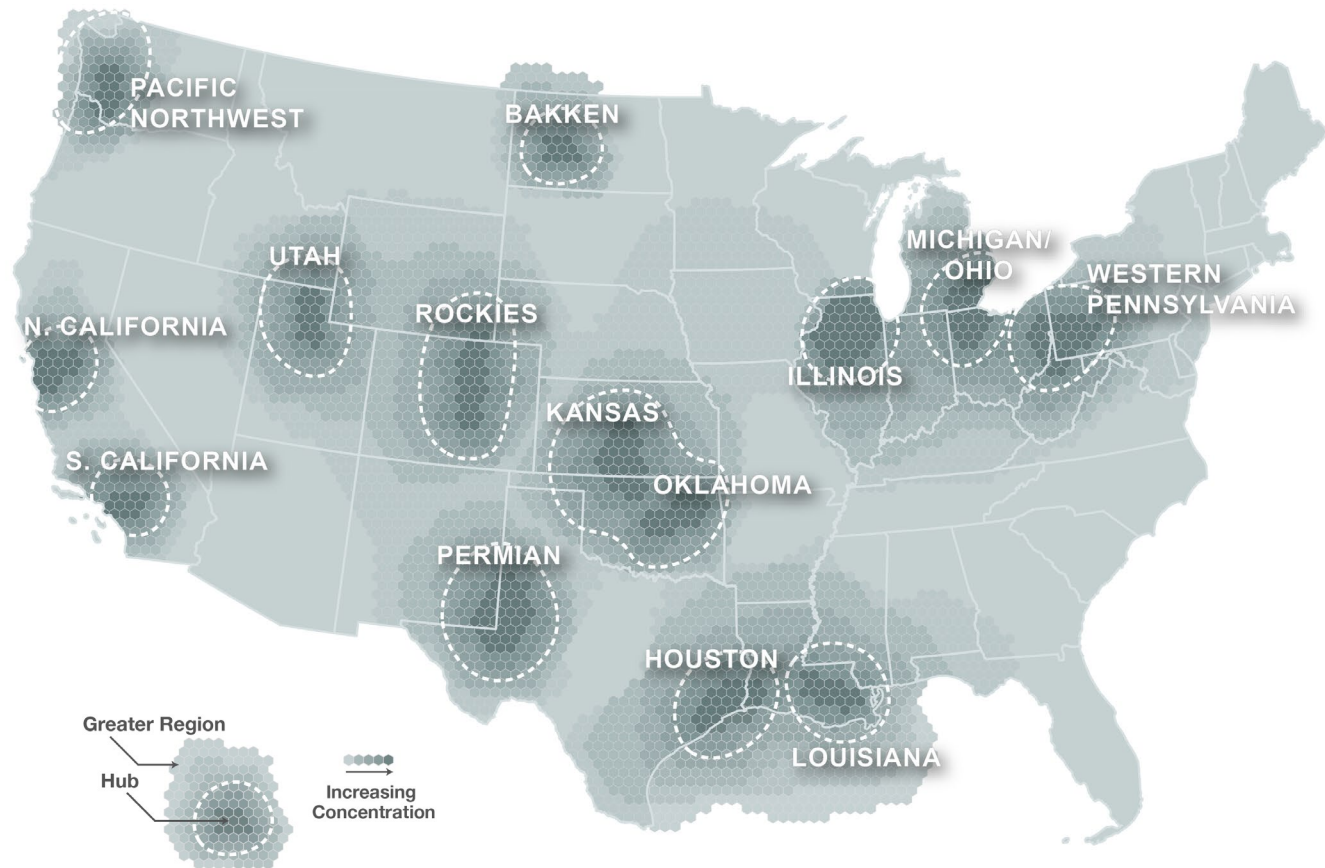 PACIFIC
NORTHWEST
BAKKEN
UTAH
ROCKIES
MICHIGAN/
OHIO
WESTERN
PENNSYLVANIA
N. CALIFORNIA
ILLINOIS
KANSAS
S. CALIFORNIA
OKLAHOMA
PERMIAN
HOUSTON
LOUISIANA
Greater Region
Hub
Increasing
Concentration